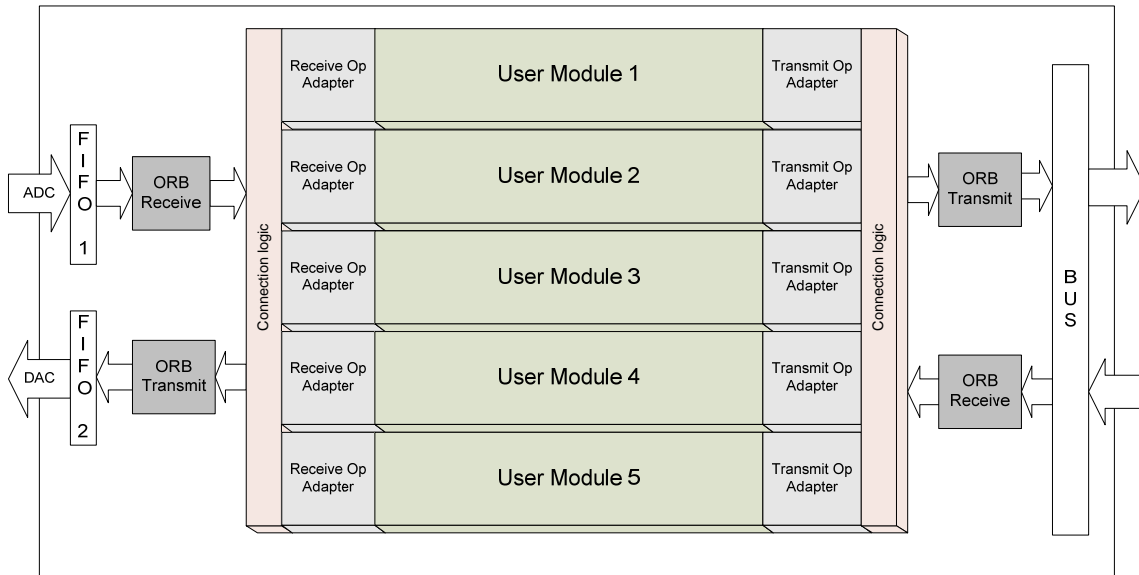 ADC
FIFO 1
ORB
Receive
DAC
FIFO 2
ORB
Transmit
Connection logic
Receive Op
Adapter
User Module 1
Transmit Op
Adapter
Receive Op
Adapter
User Module 2
Transmit Op
Adapter
Receive Op
Adapter
User Module 3
Transmit Op
Adapter
Receive Op
Adapter
User Module 4
Transmit Op
Adapter
Receive Op
Adapter
User Module 5
Transmit Op
Adapter
Connection logic
ORB
Transmit
ORB
Receive
BUS